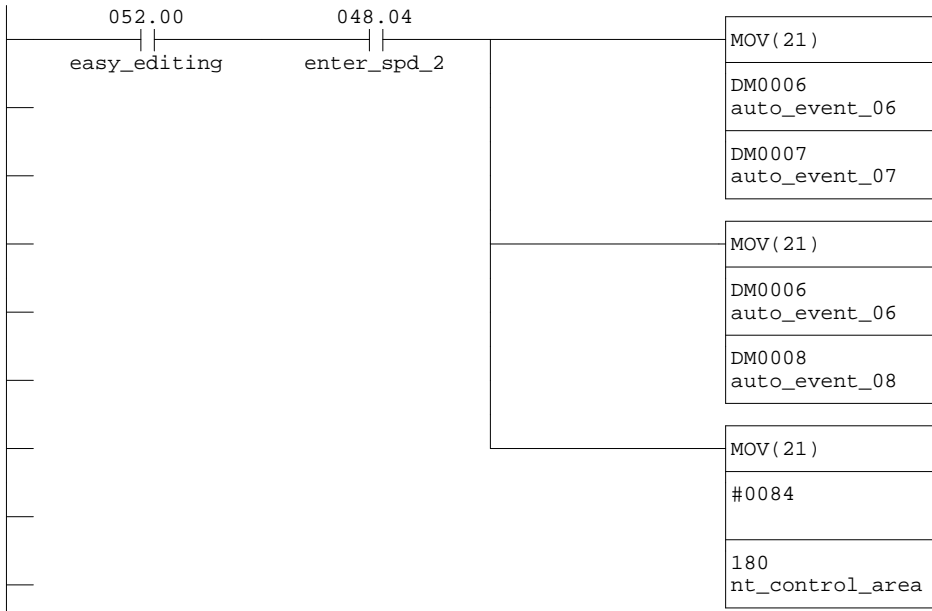 052.00 048.04
easy_editing enter_spd_2
MOV(21)
DM0006
auto_event_06
DM0007
auto_event_07
MOV(21)
DM0006
auto_event_06
DM0008
auto_event_08
MOV(21)
#0084
180
nt_control_area